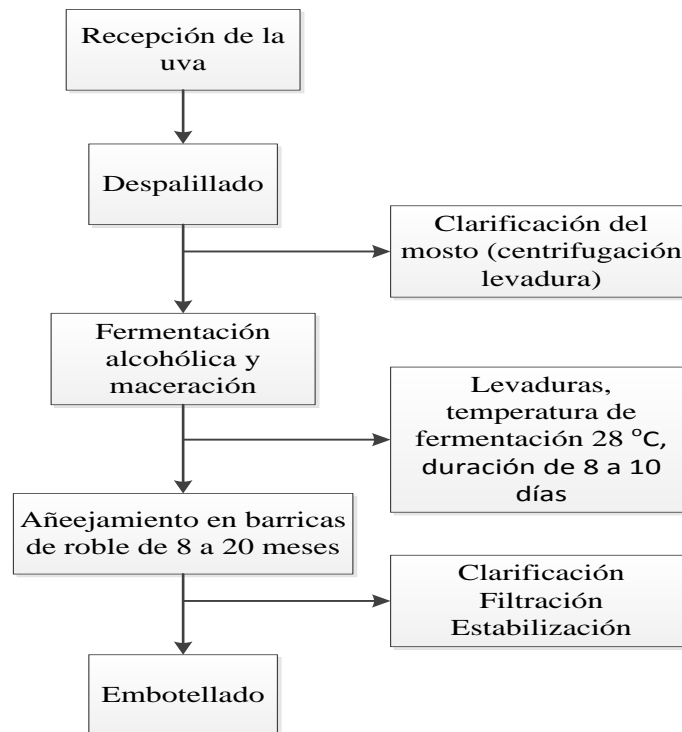 Recepción de la
uva
Despalillado
Clarificación del
mosto (centrifugación
levadura)
Fermentación
alcohólica y
maceración
Levaduras,
temperatura de
fermentación 28 °C,
duración de 8 a 10
días
Añeejamiento en barricas
de roble de 8 a 20 meses
Clarificación
Filtración
Estabilización
Embotellado